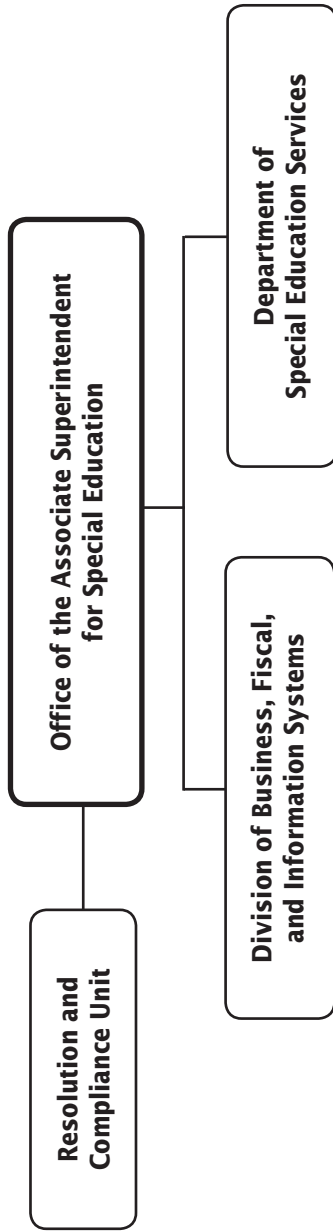 Office of the Associate Superintendent
for Special Education
Resolution and
Compliance Unit
Division of Business, Fiscal,
and Information Systems
Department of
Special Education Services